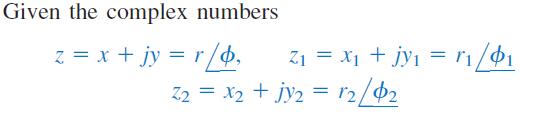 Given the complex numbers
z = x + jy = r/ϕ, z₁ = x₁ + jy₁ = r₁/ϕ₁
z₂ = x₂ + jy₂ = r₂/ϕ₂